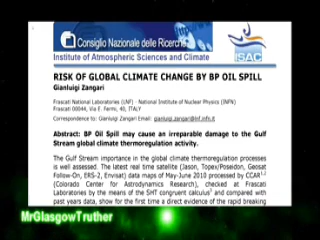 Consiglio Nazionale delle Ricerche
Institute of Atmospheric Sciences and Climate
ISAC
RISK OF GLOBAL CLIMATE CHANGE BY BP OIL SPILL
Gianluigi Zangari
Frascati National Laboratories (LNF) - National Institute of Nuclear Physics (INFN)
Frascati 00044, Via E. Fermi, 40, ITALY
Correspondence to: Gianluigi Zangari Email: gianluigi.zangari@lnf.infn.it
Abstract: BP Oil Spill may cause an irreparable damage to the Gulf
Stream global climate thermoregulation activity.
The Gulf Stream importance in the global climate thermoregulation processes
is well assessed. The latest real time satellite (Jason, Topex/Poseidon, Geosat
Follow-On, ERS-2, Envisat) data maps of May-June 2010 processed by CCAR1,2
(Colorado Center for Astrodynamics Research), checked at Frascati
Laboratories by the means of the SHT congruent calculus3 and compared with
past years data, show for the first time a direct evidence of the rapid breaking
MrGlasgowTruther